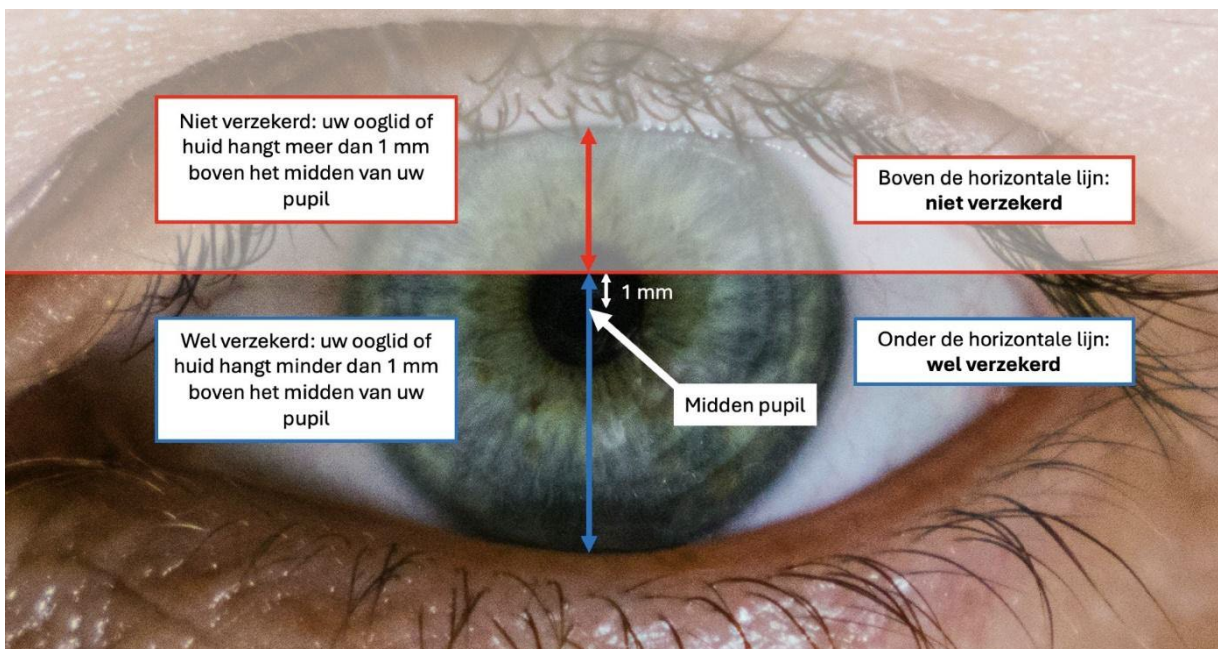 Niet verzekerd: uw ooglid of
huid hangt meer dan 1 mm
boven het midden van uw
pupil
Boven de horizontale lijn:
niet verzekerd
1 mm
Wel verzekerd: uw ooglid of
huid hangt minder dan 1 mm
boven het midden van uw
pupil
Onder de horizontale lijn:
wel verzekerd
Midden pupil